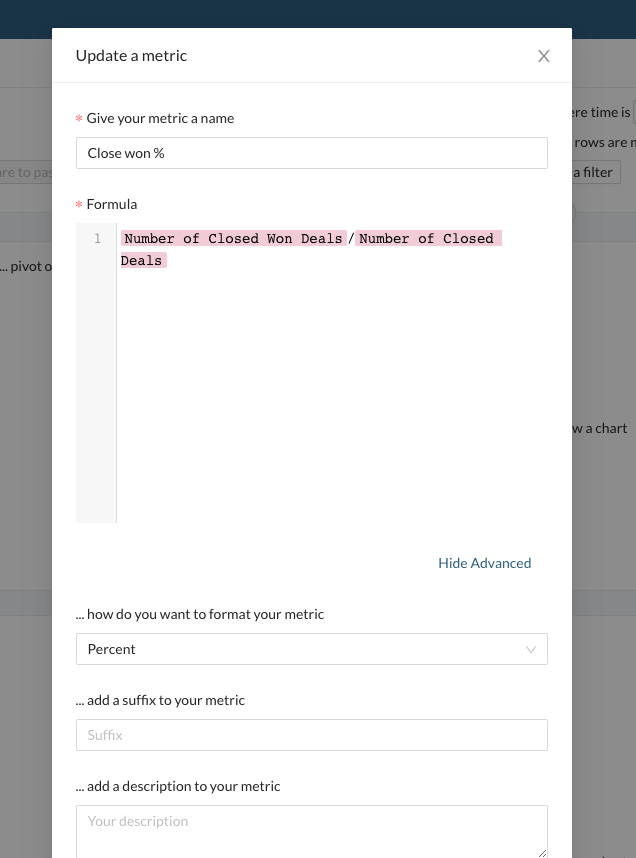 Update a metric
* Give your metric a name
ere time is
rows are
Close won %
re to pas
a filter
* Formula
1 Number of Closed Won Deals/Number of Closed
Deals
... pivot o
w a chart
Hide Advanced
... how do you want to format your metric
Percent
... add a suffix to your metric
Suffix
... add a description to your metric
Your description